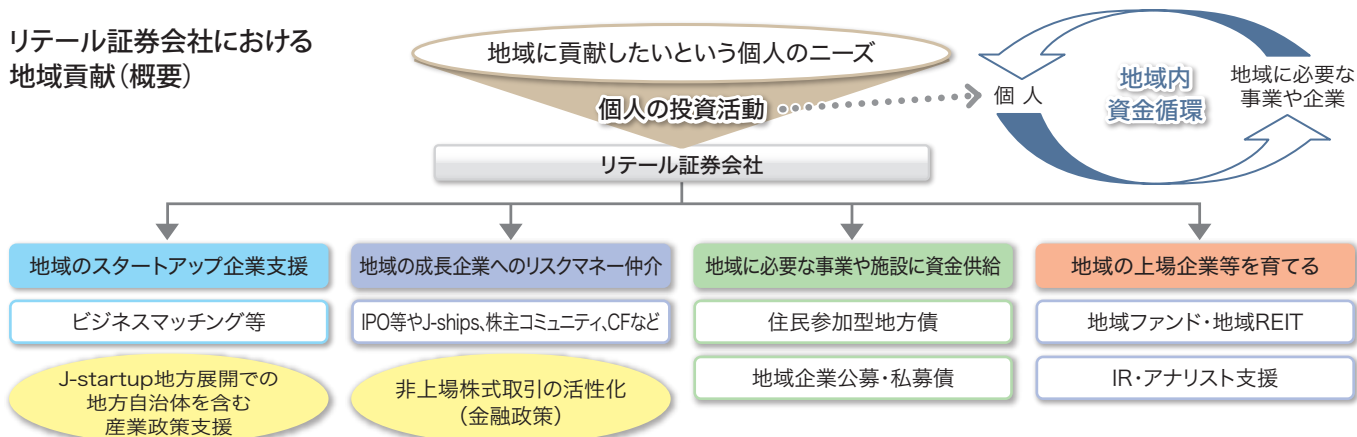 リテール証券会社における
地域貢献（概要）
地域に貢献したいという個人のニーズ
個人の投資活動
リテール証券会社
個 人
地域内
資金循環
地域に必要な
事業や企業
地域のスタートアップ企業支援
ビジネスマッチング等
J-startup地方展開での
地方自治体を含む
産業政策支援
地域の成長企業へのリスクマネー仲介
IPO等やJ-ships、株主コミュニティ、CFなど
非上場株式取引の活性化
（金融政策）
地域に必要な事業や施設に資金供給
住民参加型地方債
地域企業公募・私募債
地域の上場企業等を育てる
地域ファンド・地域REIT
IR・アナリスト支援